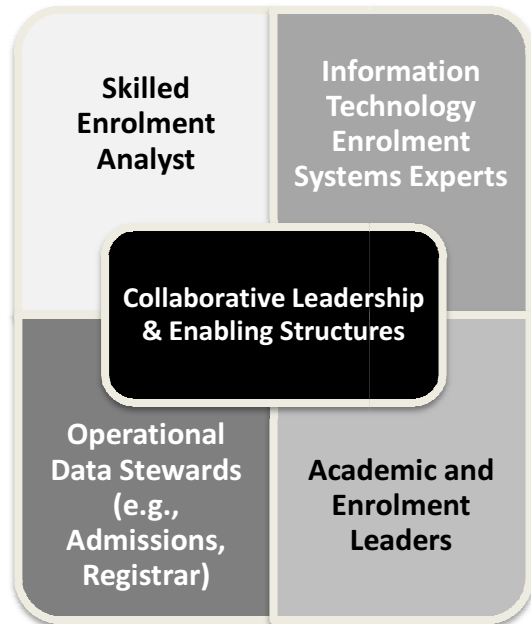 Skilled
Enrolment
Analyst
Information
Technology
Enrolment
Systems Experts
Collaborative Leadership
& Enabling Structures
Operational
Data Stewards
(e.g.,
Admissions,
Registrar)
Academic and
Enrolment
Leaders